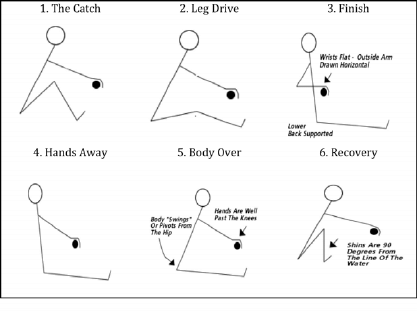 1. The Catch
2. Leg Drive
3. Finish
Wrists Flat - Outside Arm
Drawn Horizontal
Lower
Back Supported
4. Hands Away
5. Body Over
6. Recovery
Body "Swings"
Or Pivots From
The Hip
Hands Are Well
Past The Knees
Shins Are 90
Degrees From
The Line Of The
Water